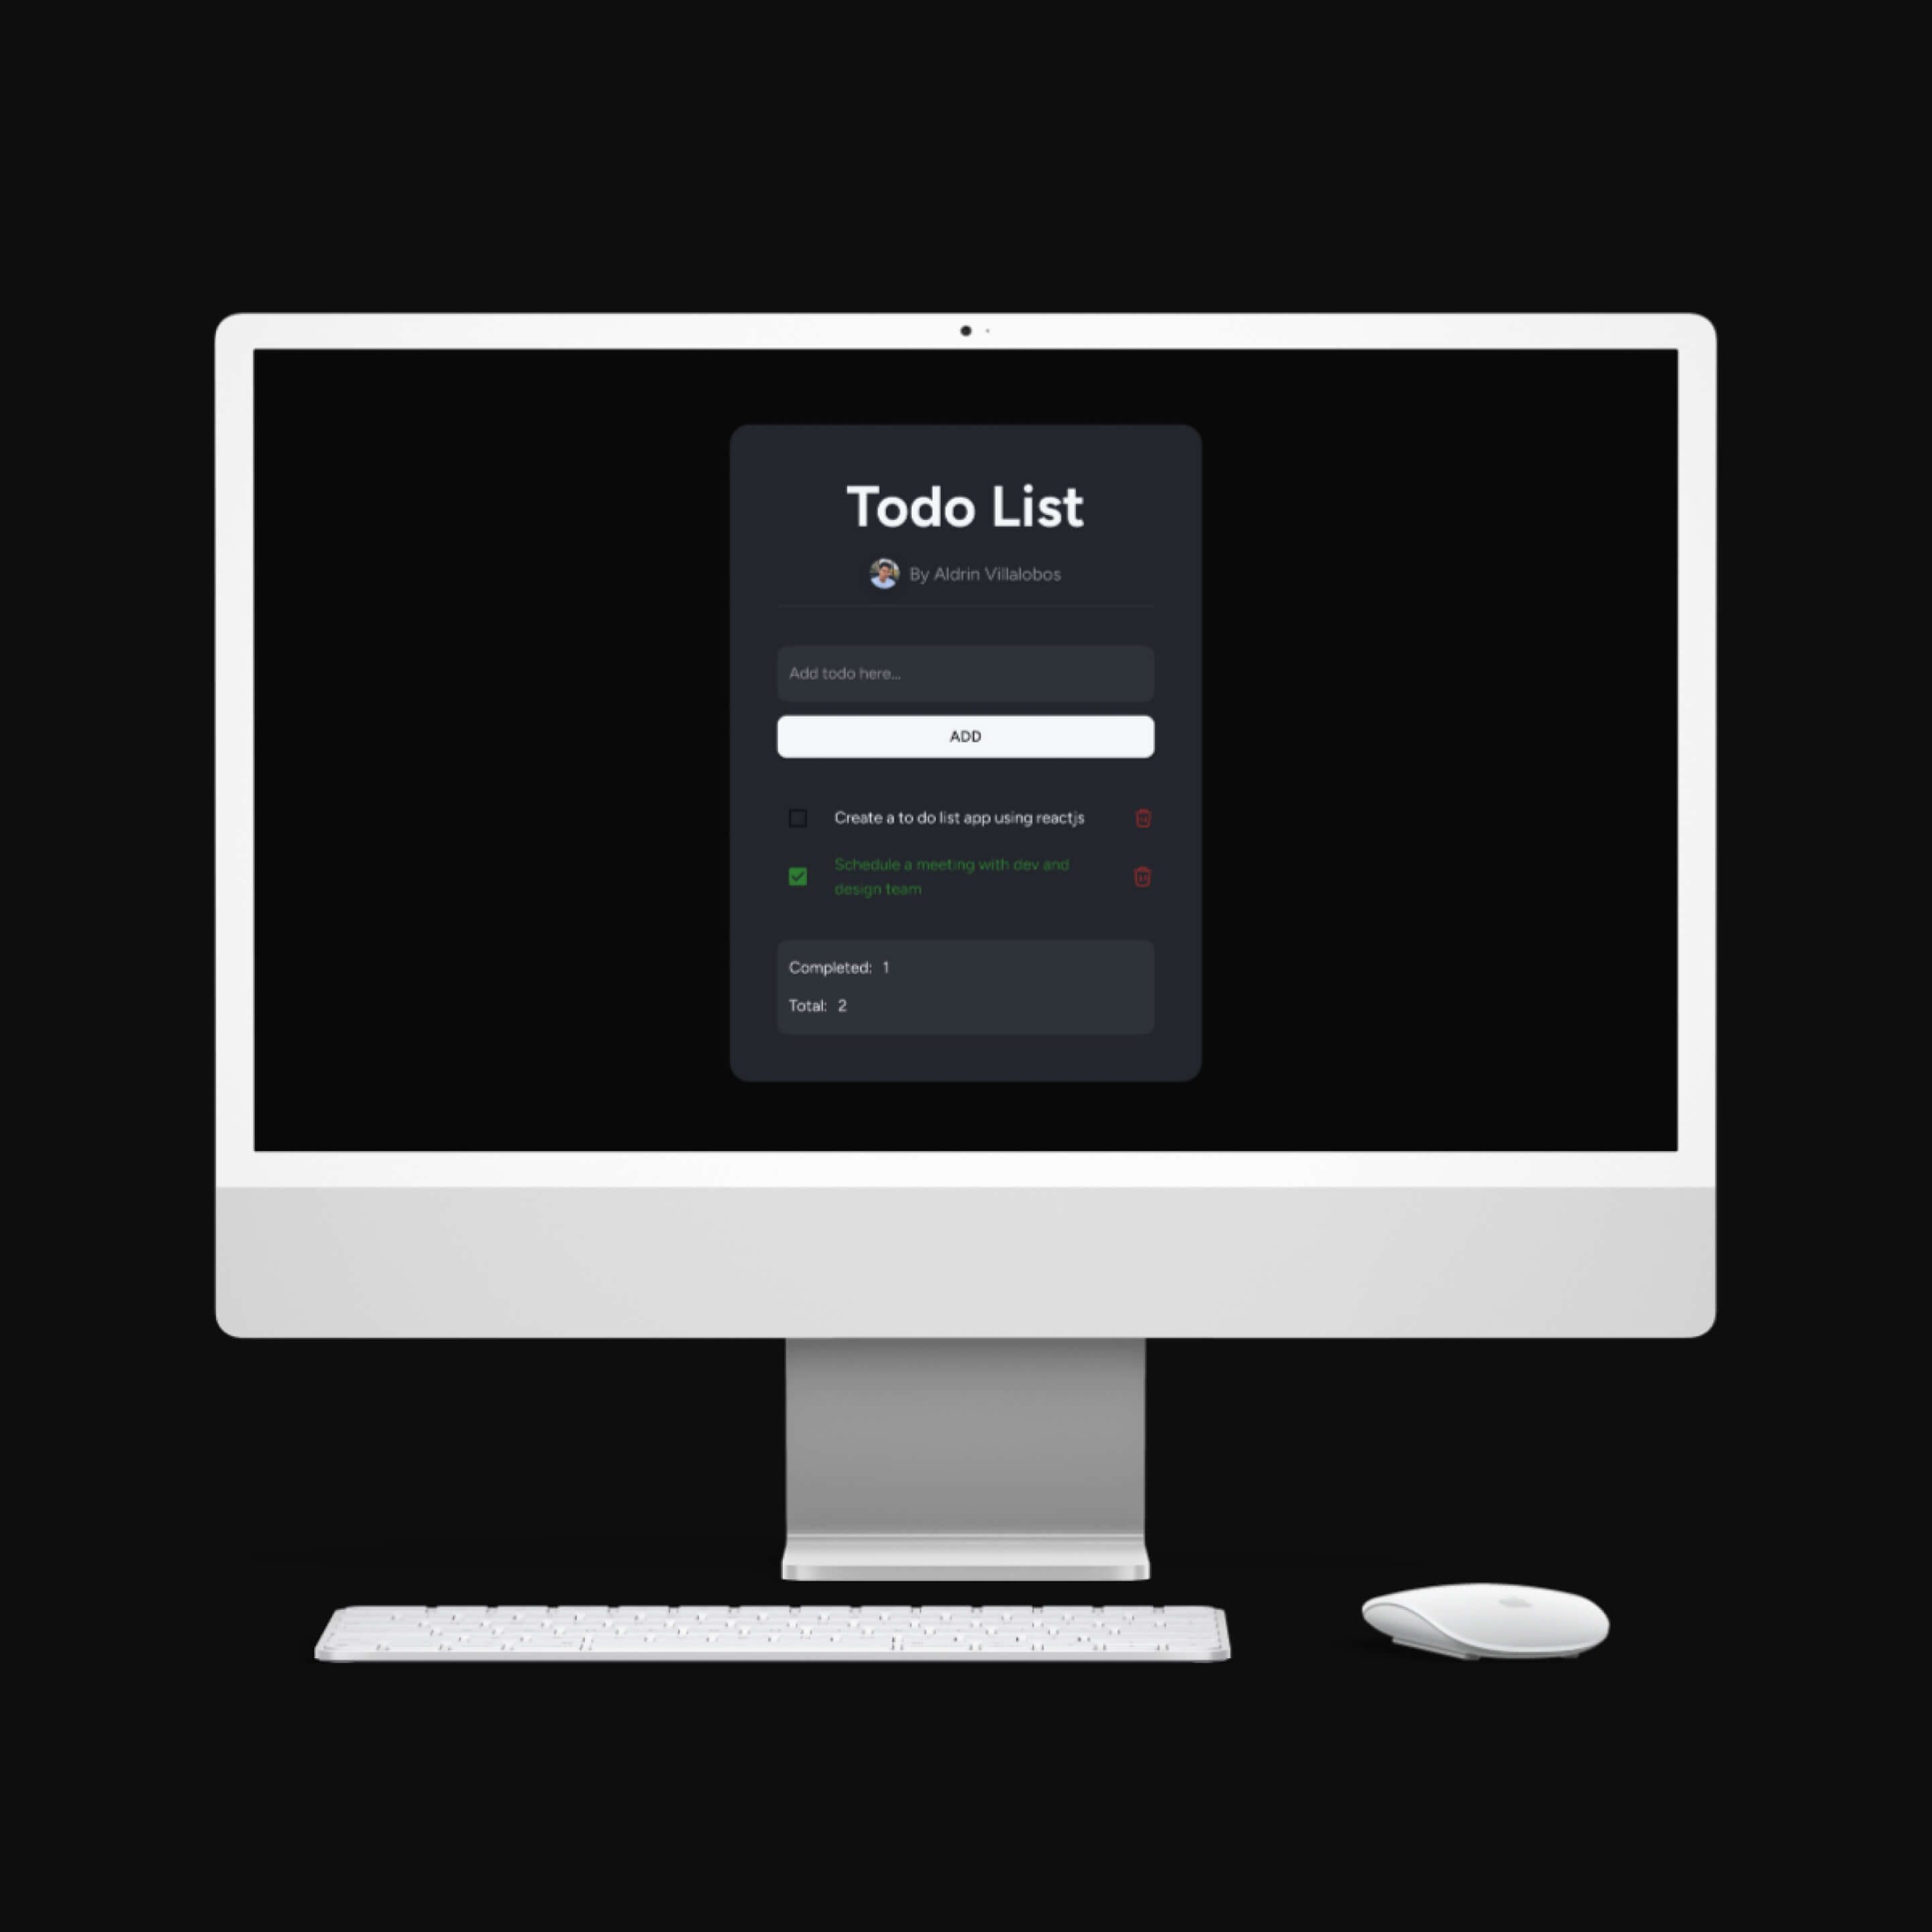 Todo List
By Aldrin Villalobos
Add todo here...
ADD
Create a to do list app using reactjs
Schedule a meeting with dev and
design team
Completed: 1
Total: 2